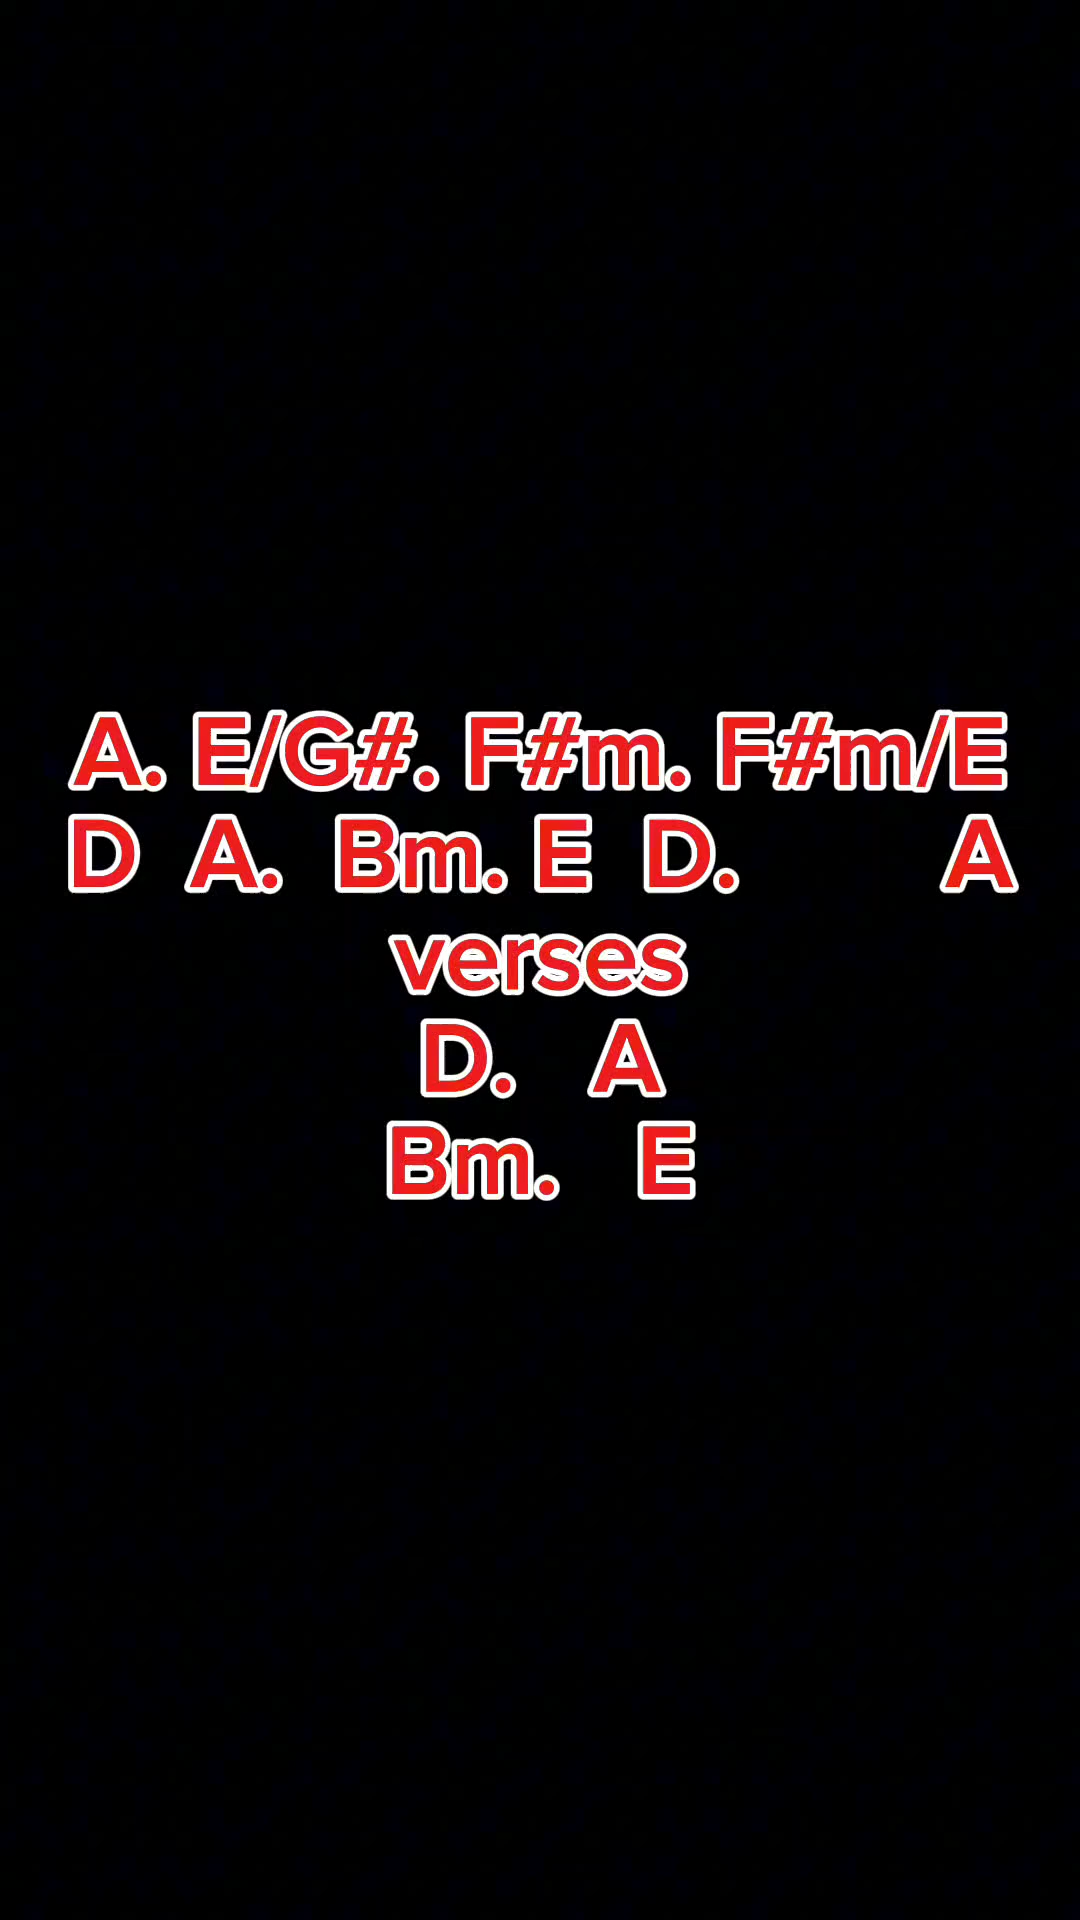 A. E/G#. F#m. F#m/E
D A. Bm. E D. A
verses
D. A
Bm. E